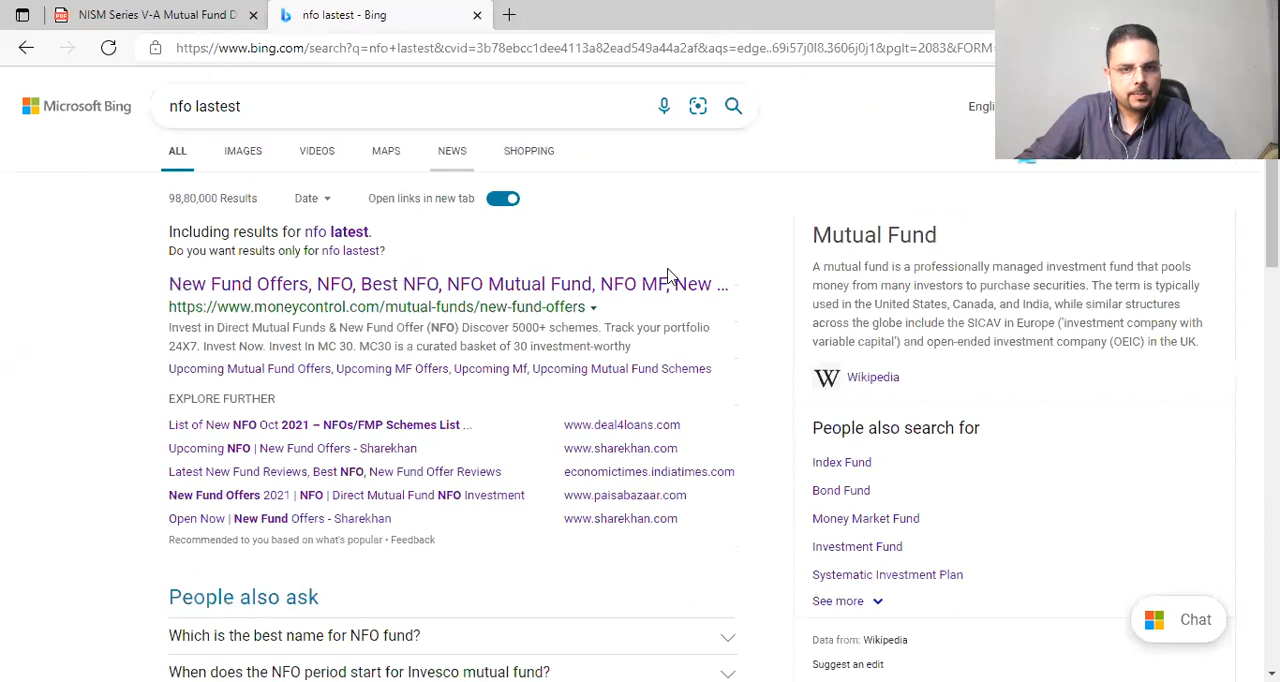 NISM Series V-A Mutual Fund D
nfo lastest - Bing
https://www.bing.com/search?q=nfo+lastest&cvid=3b78ebcc1dee4113a82ead549a44a2af&aqs=edge..69i57j0l8.3606j0j1&pglt=2083&FORM=
Microsoft Bing
nfo lastest
Engli
ALL IMAGES VIDEOS MAPS NEWS SHOPPING
98,80,000 Results Date Open links in new tab
Including results for nfo latest.
Do you want results only for nfo lastest?
New Fund Offers, NFO, Best NFO, NFO Mutual Fund, NFO MF, New ...
https://www.moneycontrol.com/mutual-funds/new-fund-offers
Invest in Direct Mutual Funds & New Fund Offer (NFO) Discover 5000+ schemes. Track your portfolio
24X7. Invest Now. Invest In MC 30. MC30 is a curated basket of 30 investment-worthy
Upcoming Mutual Fund Offers, Upcoming MF Offers, Upcoming Mf, Upcoming Mutual Fund Schemes
EXPLORE FURTHER
List of New NFO Oct 2021 – NFOs/FMP Schemes List ... www.deal4loans.com
Upcoming NFO | New Fund Offers - Sharekhan www.sharekhan.com
Latest New Fund Reviews, Best NFO, New Fund Offer Reviews economictimes.indiatimes.com
New Fund Offers 2021 | NFO | Direct Mutual Fund NFO Investment www.paisabazaar.com
Open Now | New Fund Offers - Sharekhan www.sharekhan.com
Recommended to you based on what's popular • Feedback
People also ask
Which is the best name for NFO fund?
When does the NFO period start for Invesco mutual fund?
Mutual Fund
A mutual fund is a professionally managed investment fund that pools
money from many investors to purchase securities. The term is typically
used in the United States, Canada, and India, while similar structures
across the globe include the SICAV in Europe ('investment company with
variable capital') and open-ended investment company (OEIC) in the UK.
W Wikipedia
People also search for
Index Fund
Bond Fund
Money Market Fund
Investment Fund
Systematic Investment Plan
See more
Data from: Wikipedia
Suggest an edit
Chat